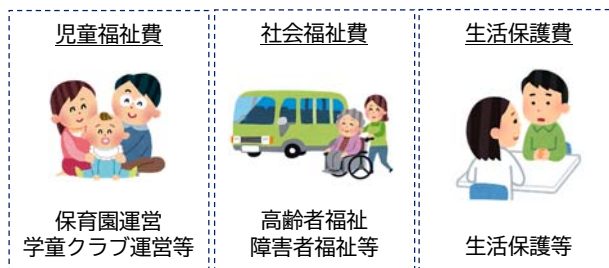 児童福祉費
保育園運営
学童クラブ運営等
社会福祉費
高齢者福祉
障害者福祉等
生活保護費
生活保護等